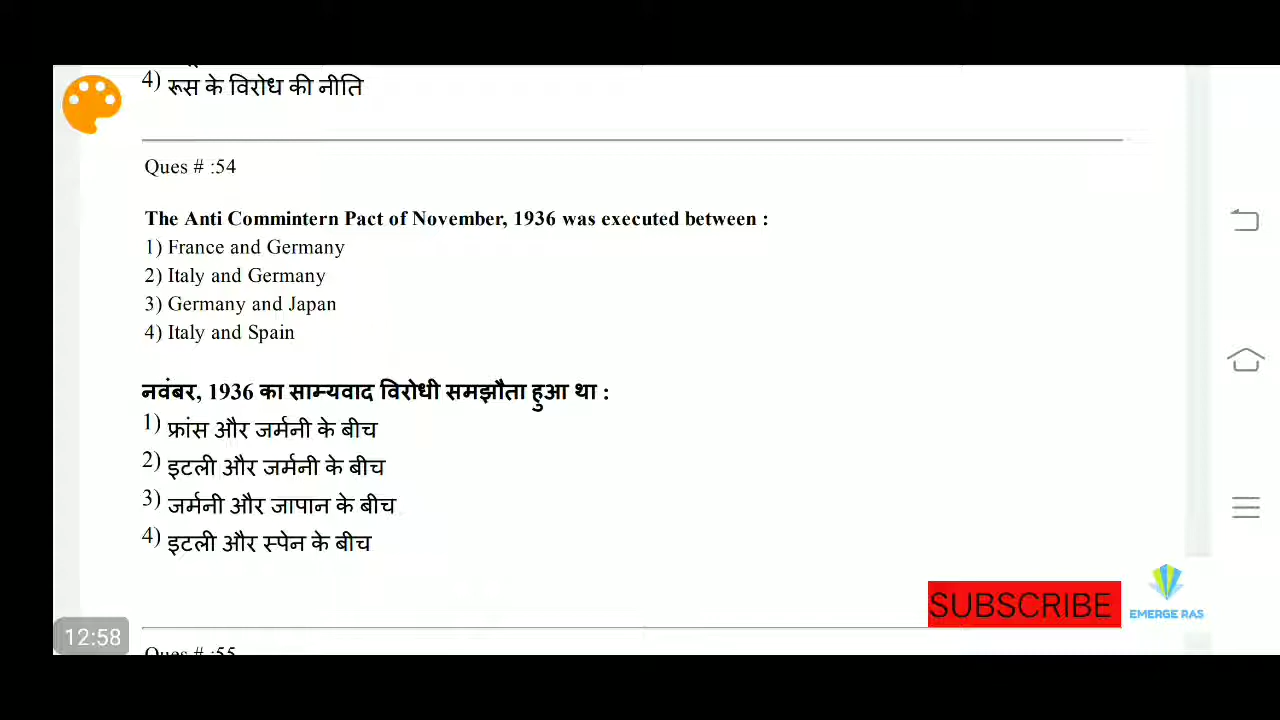 4) रूस के विरोध की नीति
Ques # :54
The Anti Commintern Pact of November, 1936 was executed between :
1) France and Germany
2) Italy and Germany
3) Germany and Japan
4) Italy and Spain
नवंबर, 1936 का साम्यवाद विरोधी समझौता हुआ था :
1) फ्रांस और जर्मनी के बीच
2) इटली और जर्मनी के बीच
3) जर्मनी और जापान के बीच
4) इटली और स्पेन के बीच
SUBSCRIBE
EMERGE RAS
12:58
Ques # :55